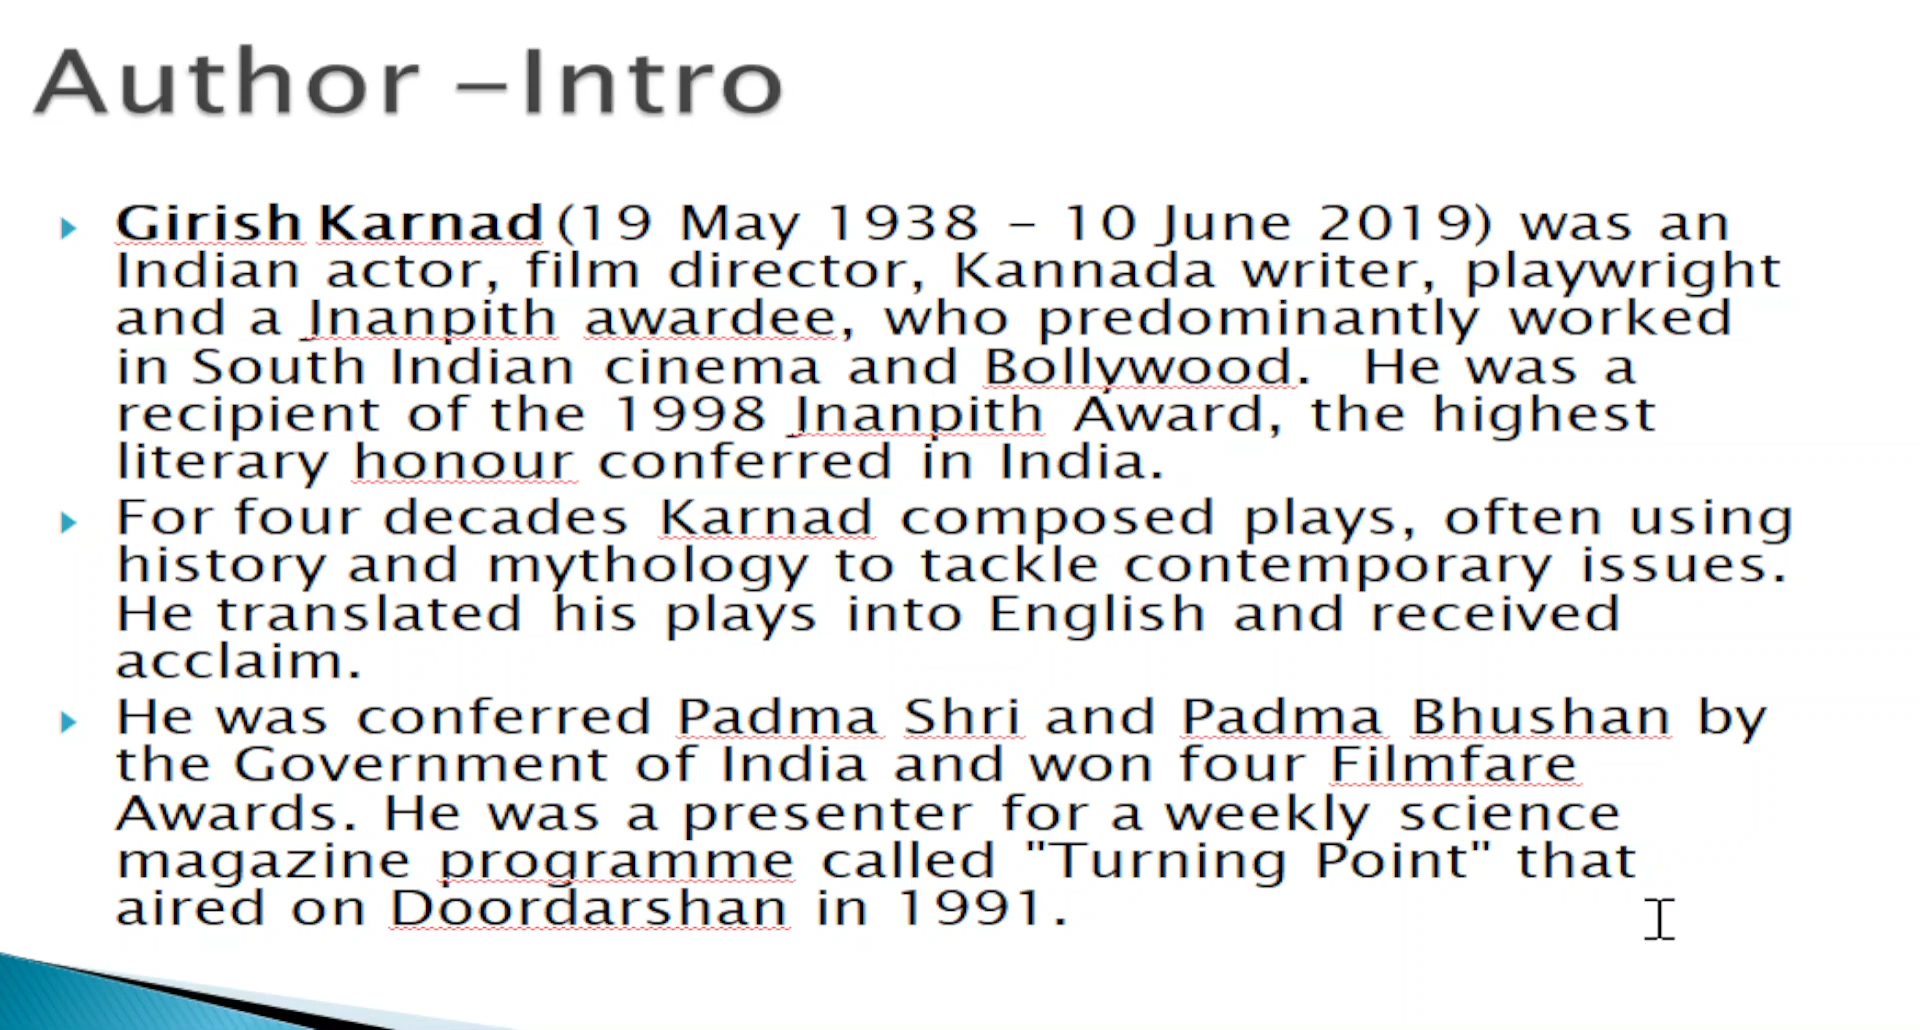 Author –Intro
Girish Karnad (19 May 1938 – 10 June 2019) was an
Indian actor, film director, Kannada writer, playwright
and a Jnanpith awardee, who predominantly worked
in South Indian cinema and Bollywood. He was a
recipient of the 1998 Jnanpith Award, the highest
literary honour conferred in India.
For four decades Karnad composed plays, often using
history and mythology to tackle contemporary issues.
He translated his plays into English and received
acclaim.
He was conferred Padma Shri and Padma Bhushan by
the Government of India and won four Filmfare
Awards. He was a presenter for a weekly science
magazine programme called "Turning Point" that
aired on Doordarshan in 1991.